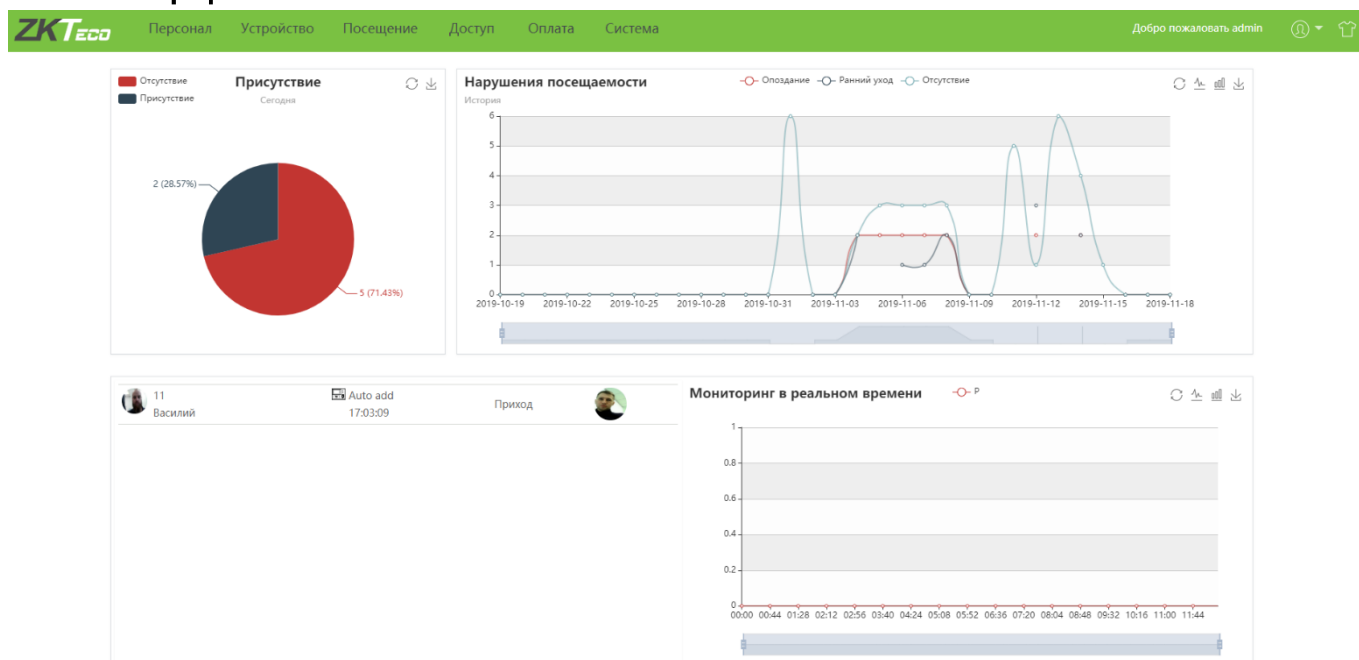 ZKTECO Персонал Устройство Посещение Доступ Оплата Система Добро пожаловать admin
Отсутствие
Присутствие
Присутствие
Сегодня
2 (28.57%)
5 (71.43%)
Нарушения посещаемости
История
Опоздание Ранний уход Отсутствие
6
5
4
3
2
1
0
2019-10-19 2019-10-22 2019-10-25 2019-10-28 2019-10-31 2019-11-03 2019-11-06 2019-11-09 2019-11-12 2019-11-15 2019-11-18
11
Василий
Auto add
17:03:09
Приход
Мониторинг в реальном времени
Р
1
0.8
0.6
0.4
0.2
0
00:00 00:44 01:28 02:12 02:56 03:40 04:24 05:08 05:52 06:36 07:20 08:04 08:48 09:32 10:16 11:00 11:44